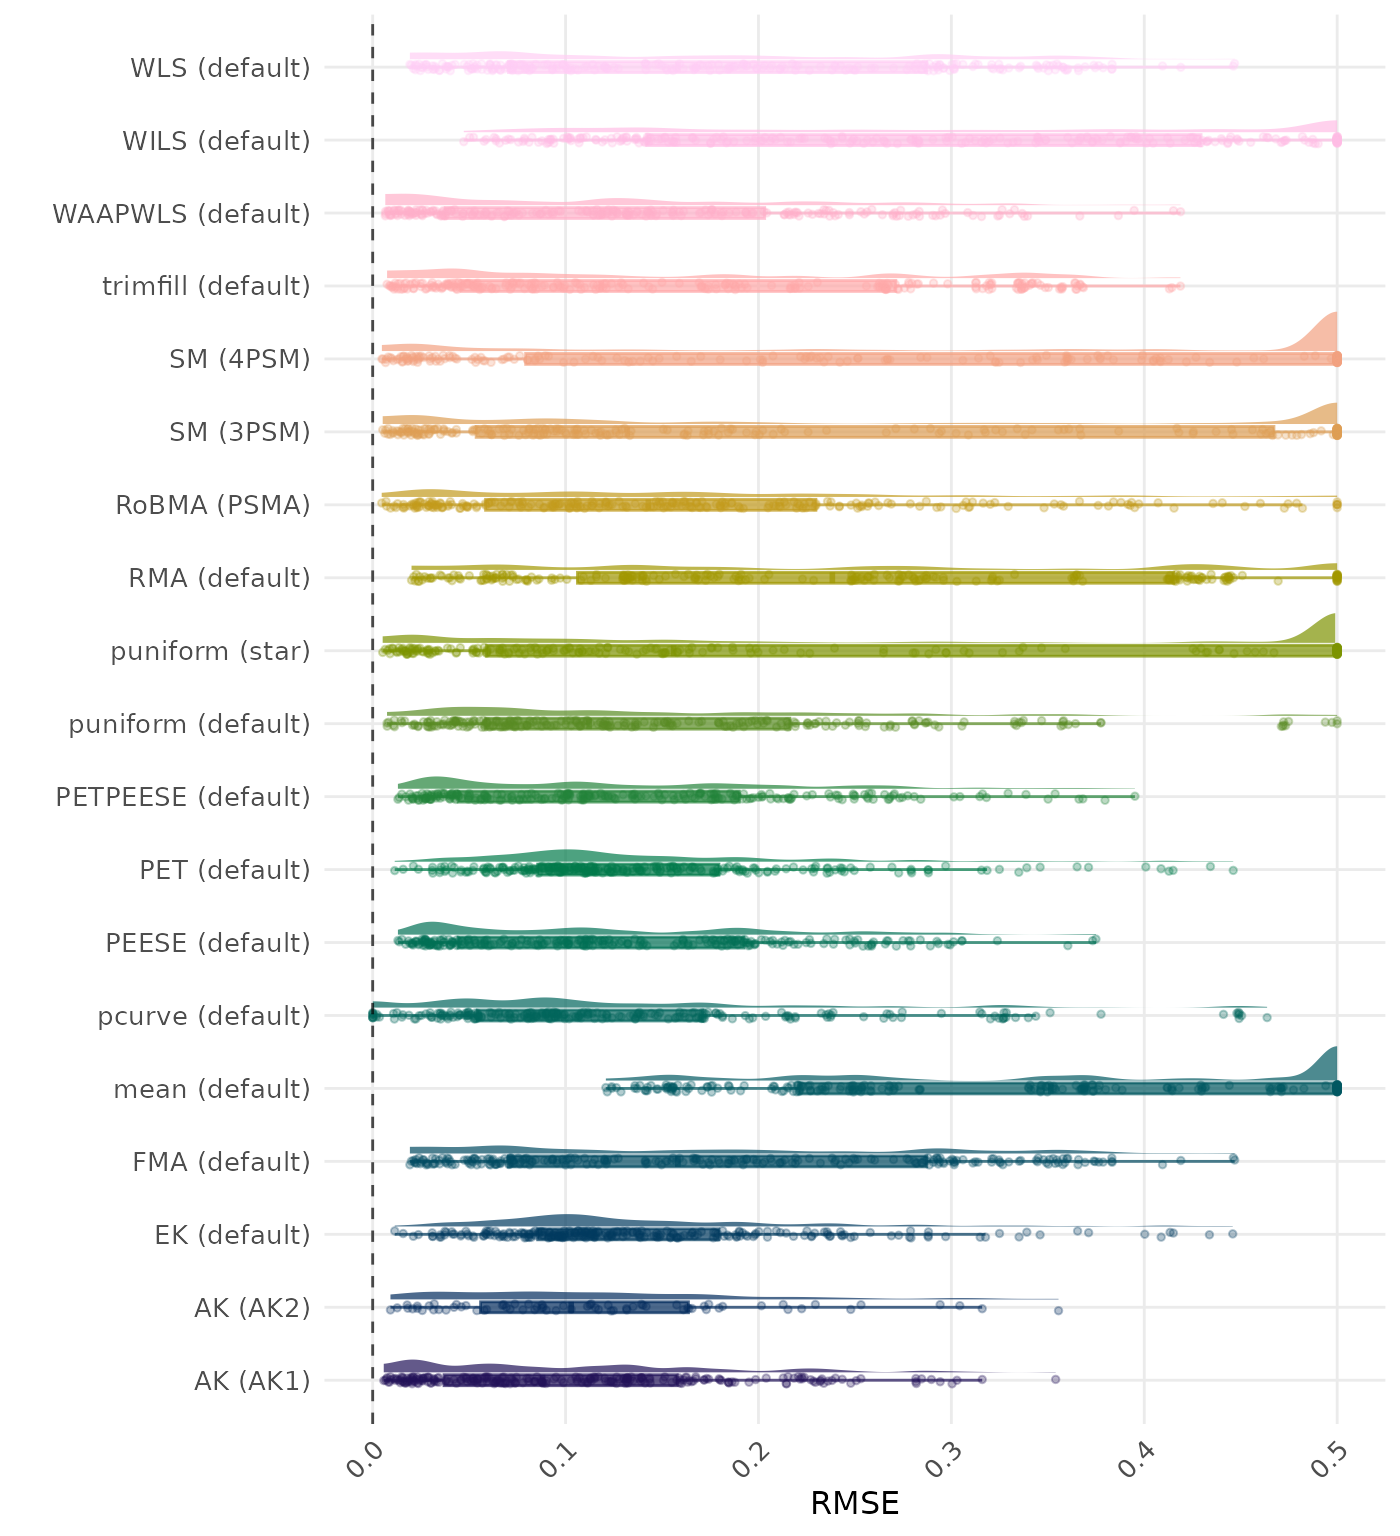 WLS (default)
WILS (default)
WAAPWLS (default)
trimfill (default)
SM (4PSM)
SM (3PSM)
RoBMA (PSMA)
RMA (default)
puniform (star)
puniform (default)
PETPEESE (default)
PET (default)
PEESE (default)
pcurve (default)
mean (default)
FMA (default)
EK (default)
AK (AK2)
AK (AK1)
0.0 0.1 0.2 0.3 0.4 0.5
RMSE